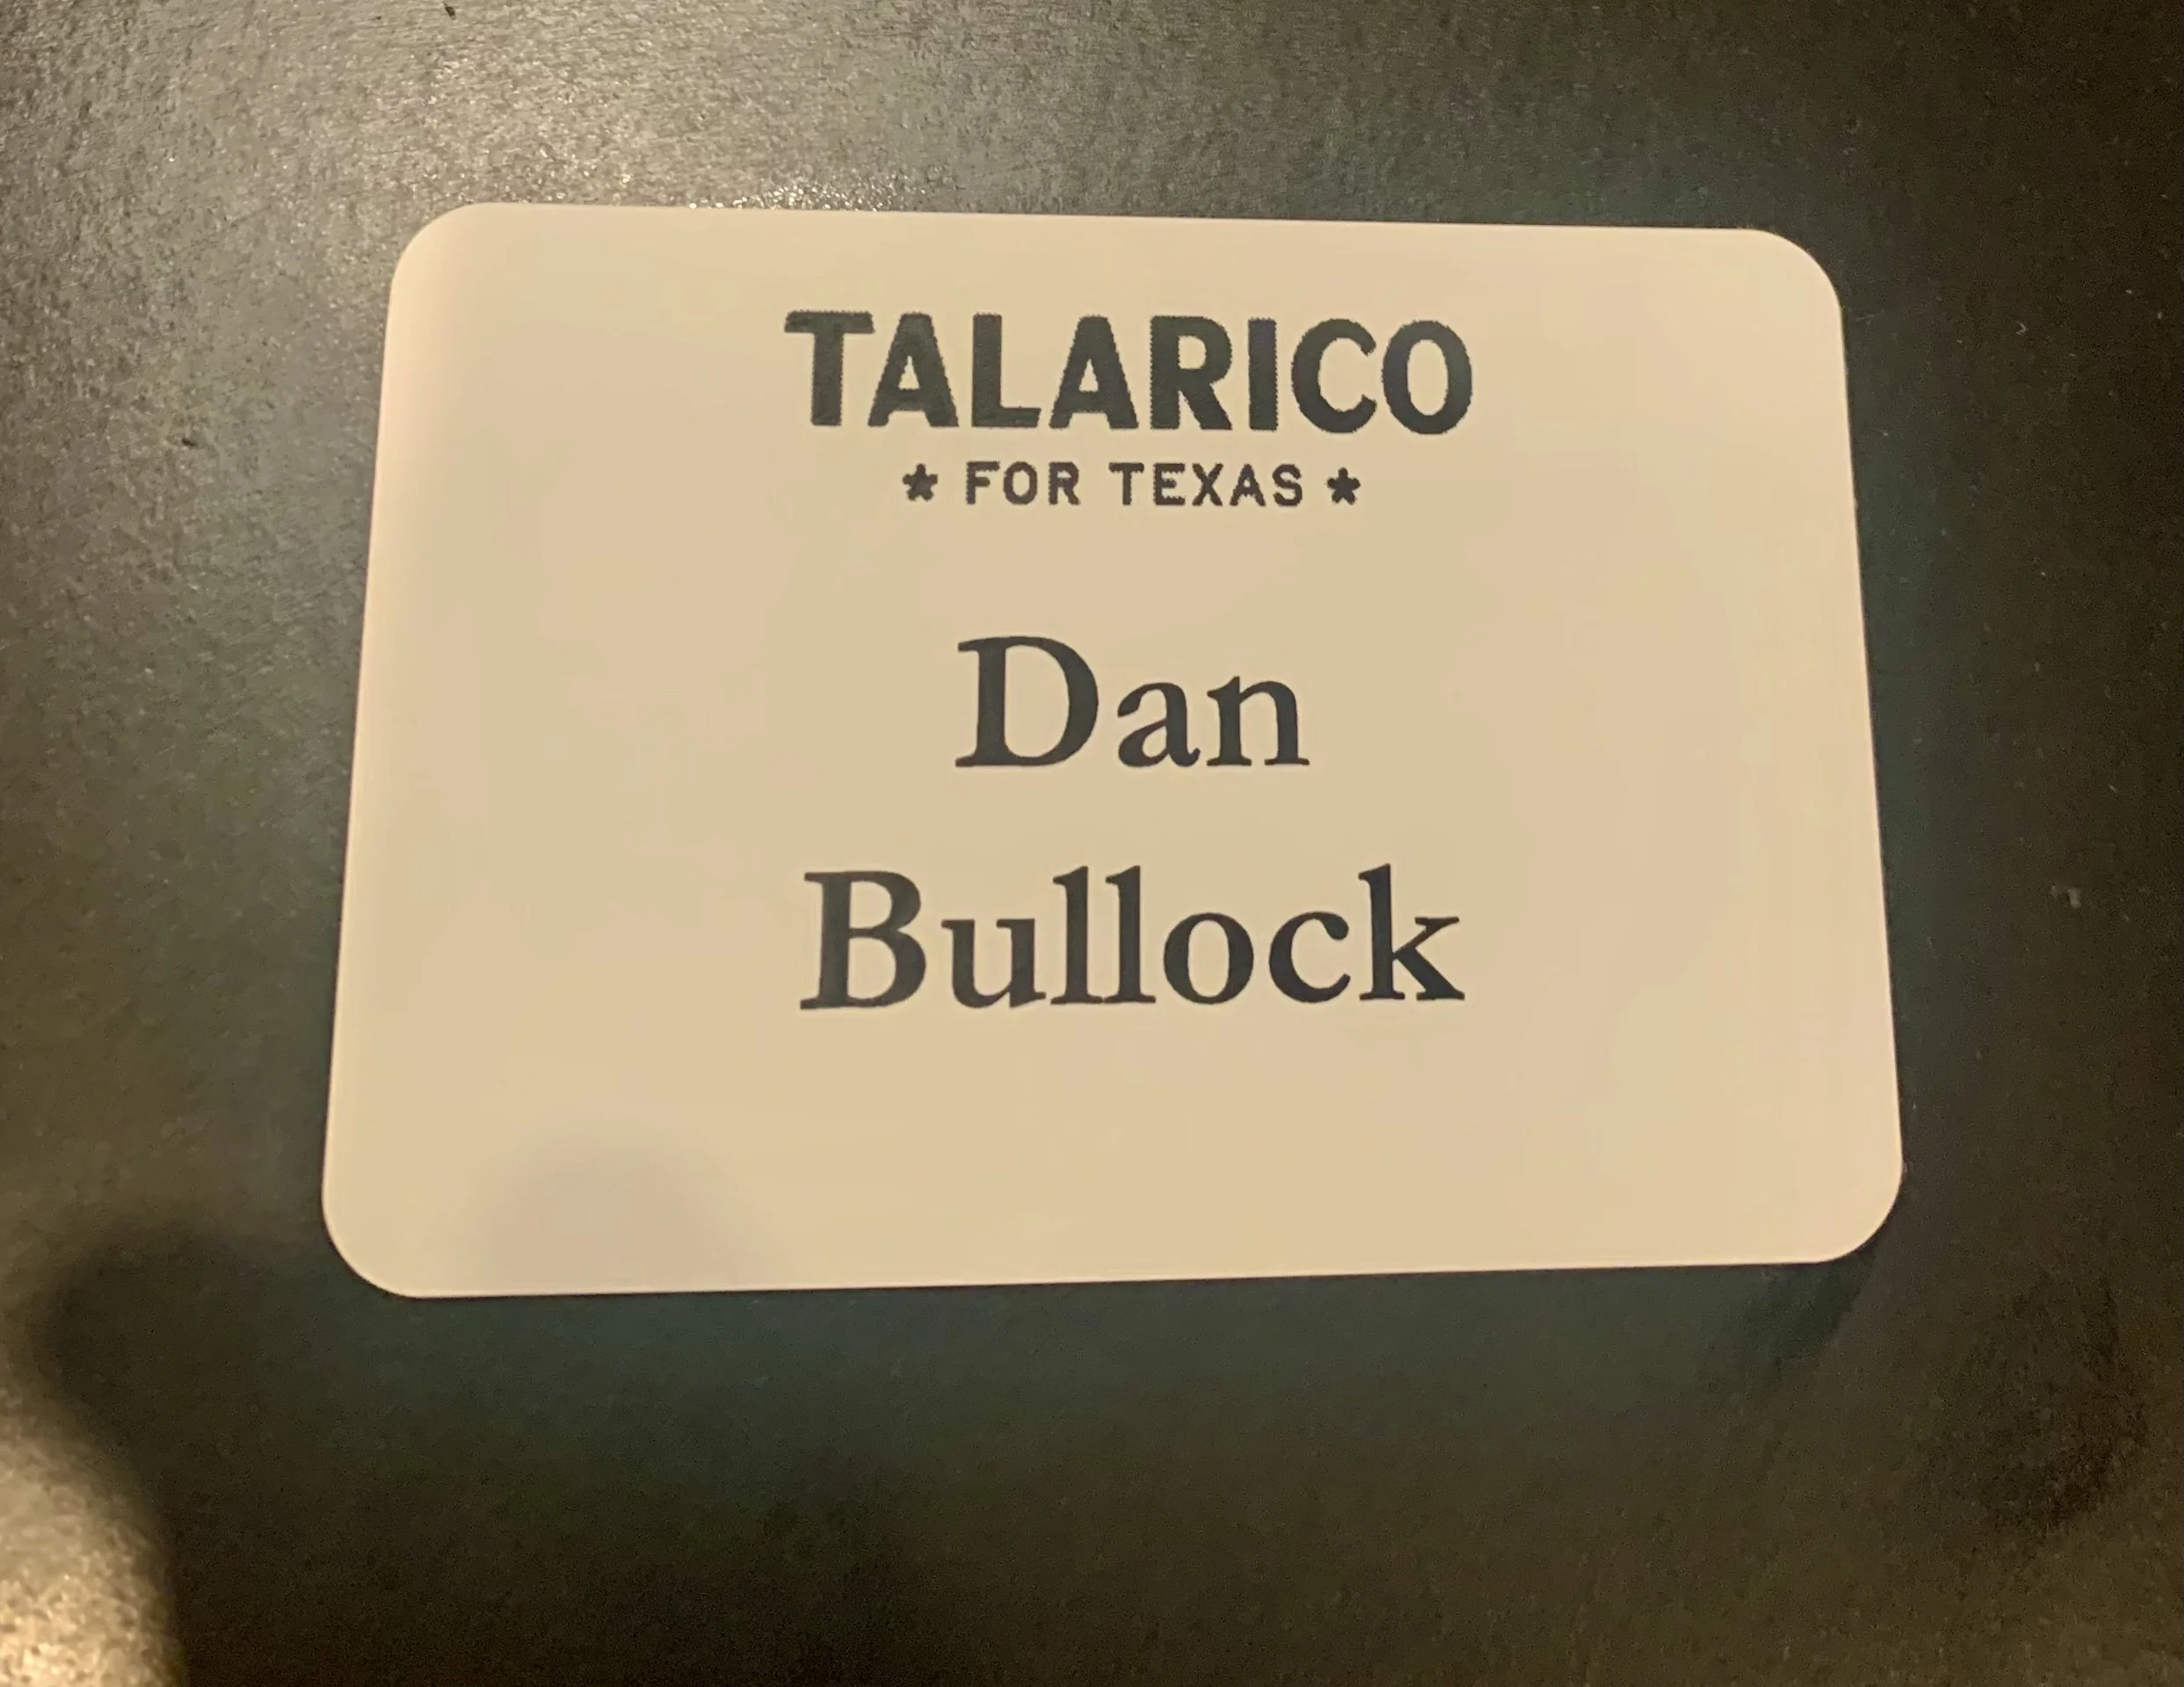 TALARICO
★ FOR TEXAS ★
Dan
Bullock